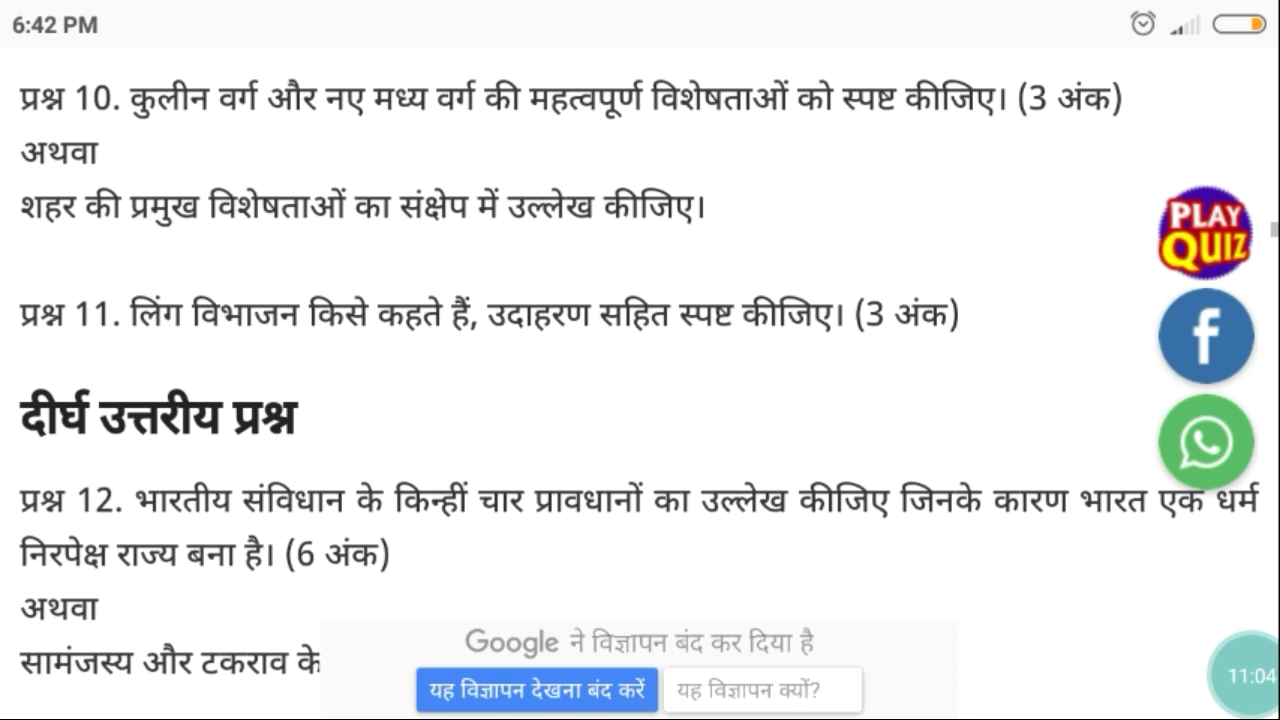 6:42 PM
प्रश्न 10. कुलीन वर्ग और नए मध्य वर्ग की महत्वपूर्ण विशेषताओं को स्पष्ट कीजिए। (3 अंक)
अथवा
शहर की प्रमुख विशेषताओं का संक्षेप में उल्लेख कीजिए।
PLAY
QUIZ
प्रश्न 11. लिंग विभाजन किसे कहते हैं, उदाहरण सहित स्पष्ट कीजिए। (3 अंक)
f
दीर्घ उत्तरीय प्रश्न
प्रश्न 12. भारतीय संविधान के किन्हीं चार प्रावधानों का उल्लेख कीजिए जिनके कारण भारत एक धर्म
निरपेक्ष राज्य बना है। (6 अंक)
अथवा
सामंजस्य और टकराव के
Google ने विज्ञापन बंद कर दिया है
यह विज्ञापन देखना बंद करें
यह विज्ञापन क्यों?
11:04